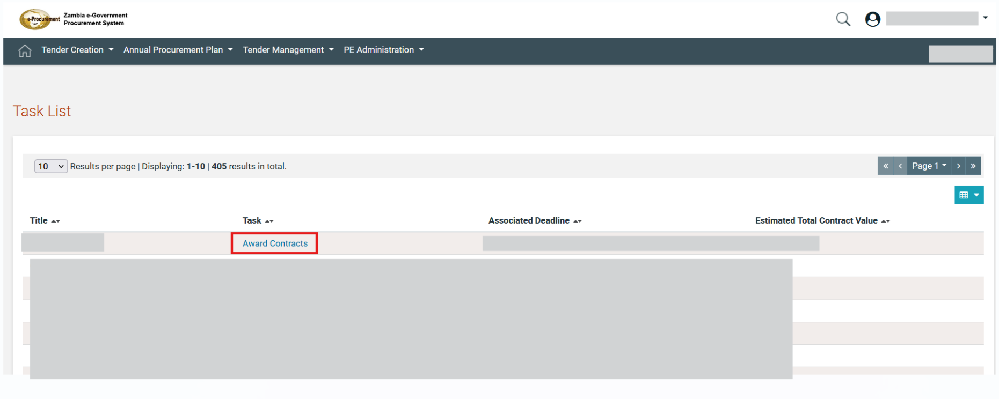 e-Procurement
Zambia e-Government
Procurement System
Tender Creation Annual Procurement Plan Tender Management PE Administration
Task List
10 Results per page | Displaying: 1-10 | 405 results in total.
« ‹ Page 1 › »
Title Task Associated Deadline Estimated Total Contract Value
Award Contracts